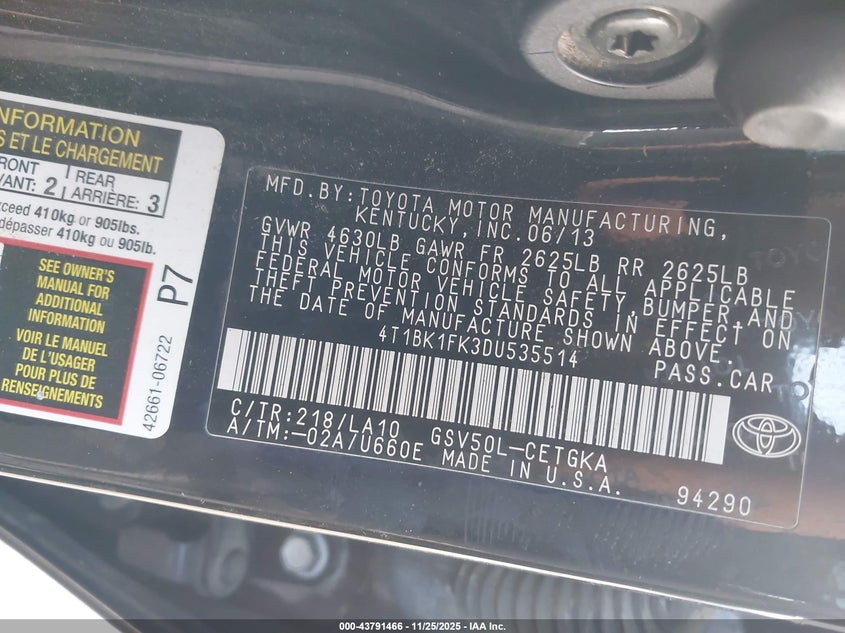 INFORMATION
S ET LE CHARGEMENT
FRONT
VANT: 2
REAR
ARRIÈRE: 3
xceed 410kg or 905lbs.
dépasser 410kg ou 905lb.
SEE OWNER'S
MANUAL FOR
ADDITIONAL
INFORMATION
VOIR LE MANUEL
DE L'USAGER
POUR PLUS DE
RENSEIGNEMENTS
P7
42661-06722
MFD. BY: TOYOTA MOTOR MANUFACTURING,
KENTUCKY, INC. 06/13
GVWR 4630LB GAWR FR 2625LB RR 2625LB
THIS VEHICLE CONFORMS TO ALL APPLICABLE
FEDERAL MOTOR VEHICLE SAFETY, BUMPER, AND
THEFT PREVENTION STANDARDS IN EFFECT ON
THE DATE OF MANUFACTURE SHOWN ABOVE.
4T1BK1FK3DU535514
PASS. CAR
C/TR: 218/LA10 GSV50L-CETGKA
A/TM: -02A/U660E MADE IN U.S.A.
94290
000-43791466 - 11/25/2025 - IAA Inc.